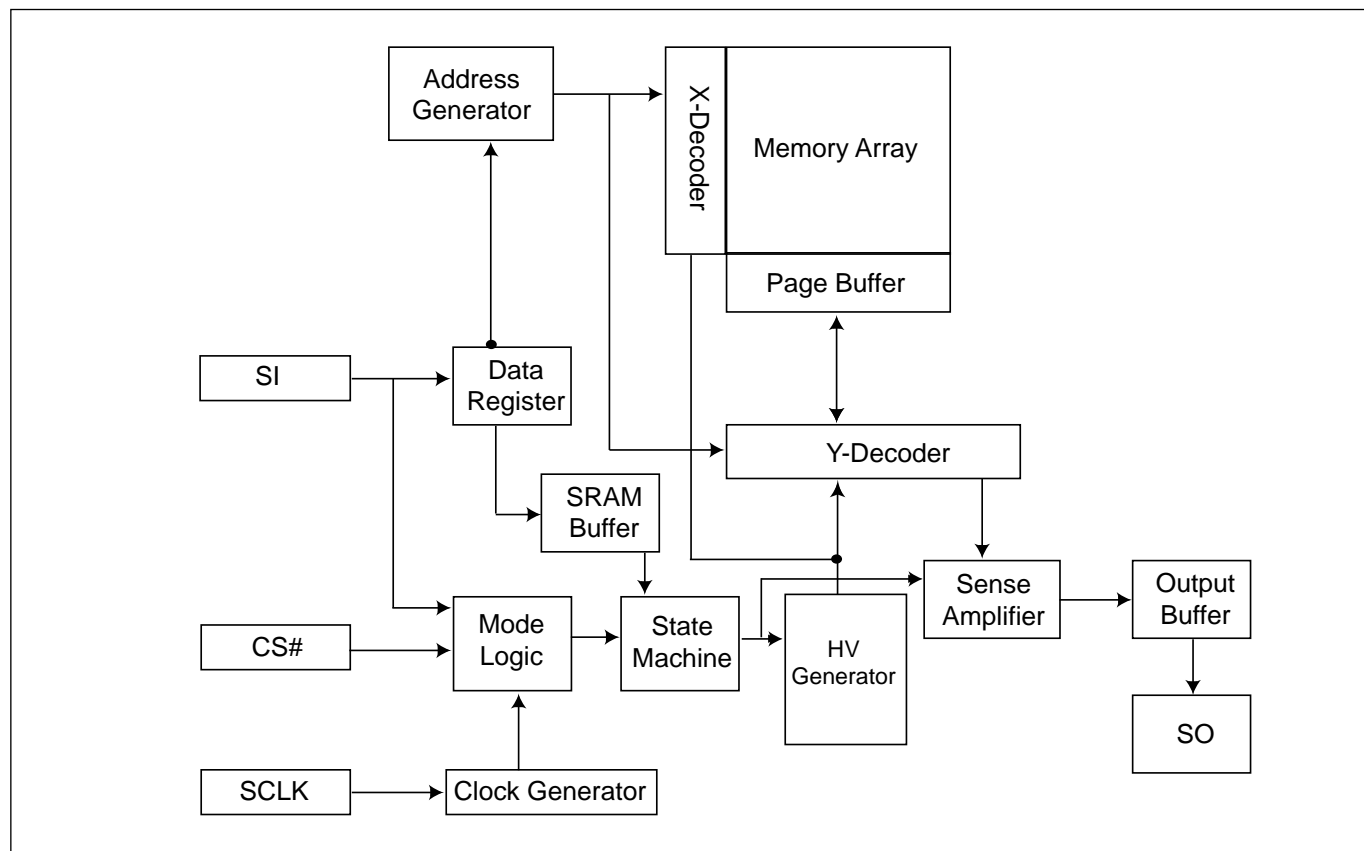 Address
Generator
X-Decoder
Memory Array
Page Buffer
SI
Data
Register
Y-Decoder
SRAM
Buffer
Sense
Amplifier
Output
Buffer
CS#
Mode
Logic
State
Machine
HV
Generator
SO
SCLK
Clock Generator